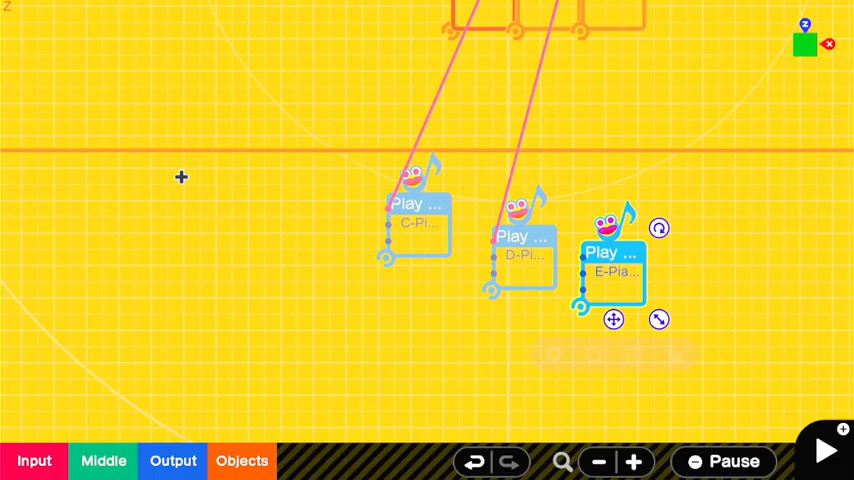 Z
Z
X
Play ...
C-Pi...
Play ...
D-Pi...
Play ...
E-Pia...
Input
Middle
Output
Objects
Pause